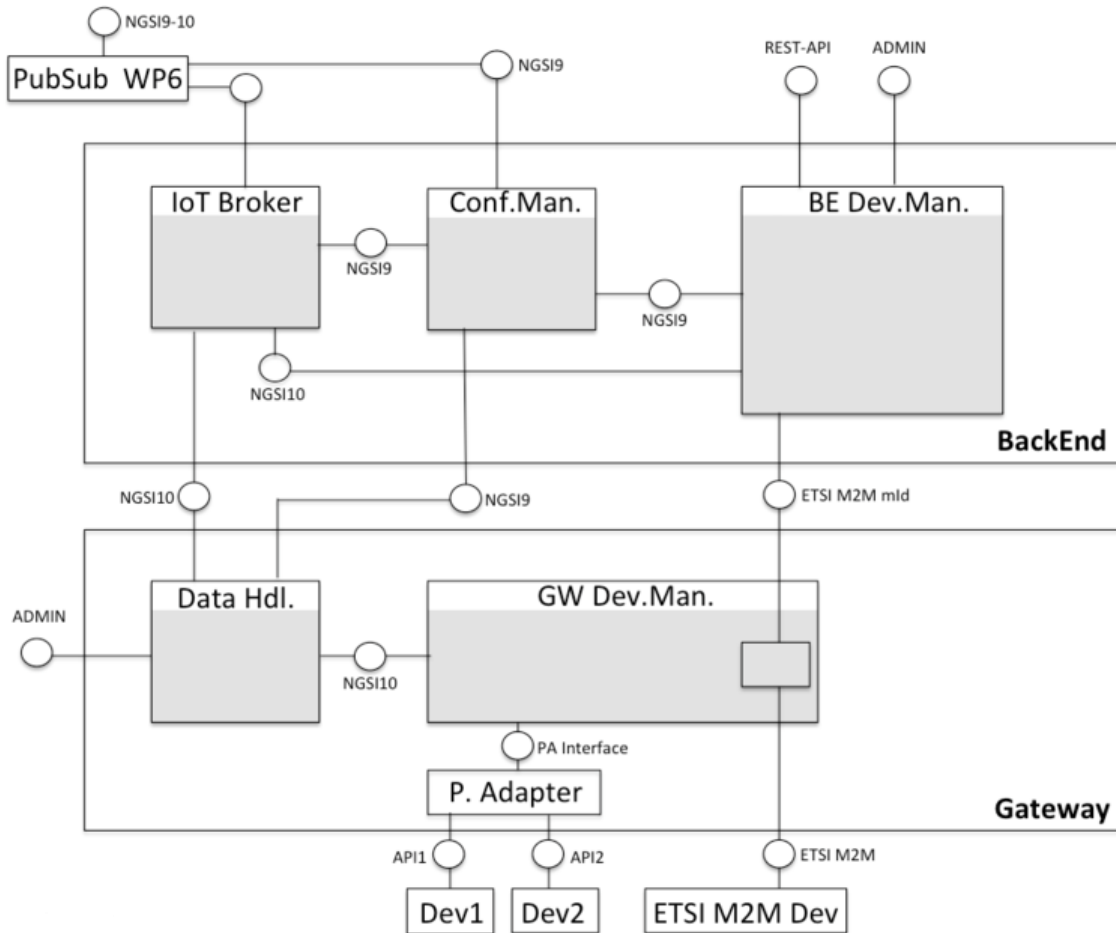 NGSI9-10
PubSub WP6
NGSI9
REST-API
ADMIN
IoT Broker
Conf.Man.
BE Dev.Man.
NGSI9
NGSI9
NGSI10
BackEnd
NGSI10
NGSI9
ETSI M2M mId
Data Hdl.
GW Dev.Man.
ADMIN
NGSI10
PA Interface
P. Adapter
Gateway
API1
API2
ETSI M2M
Dev1
Dev2
ETSI M2M Dev